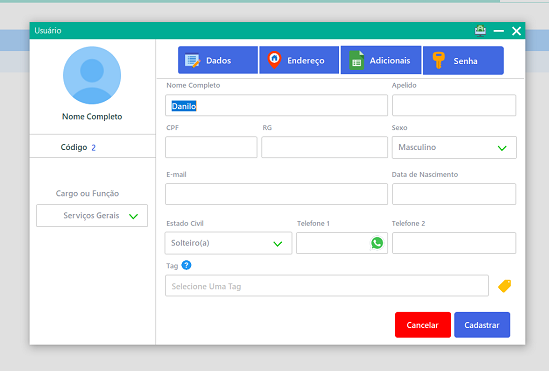 Usuário
Nome Completo
Código 2
Cargo ou Função
Serviços Gerais
Dados
Endereço
Adicionais
Senha
Nome Completo
Apelido
Danilo
CPF
RG
Sexo
Masculino
E-mail
Data de Nascimento
Estado Civil
Telefone 1
Telefone 2
Solteiro(a)
Tag ?
Selecione Uma Tag
Cancelar
Cadastrar